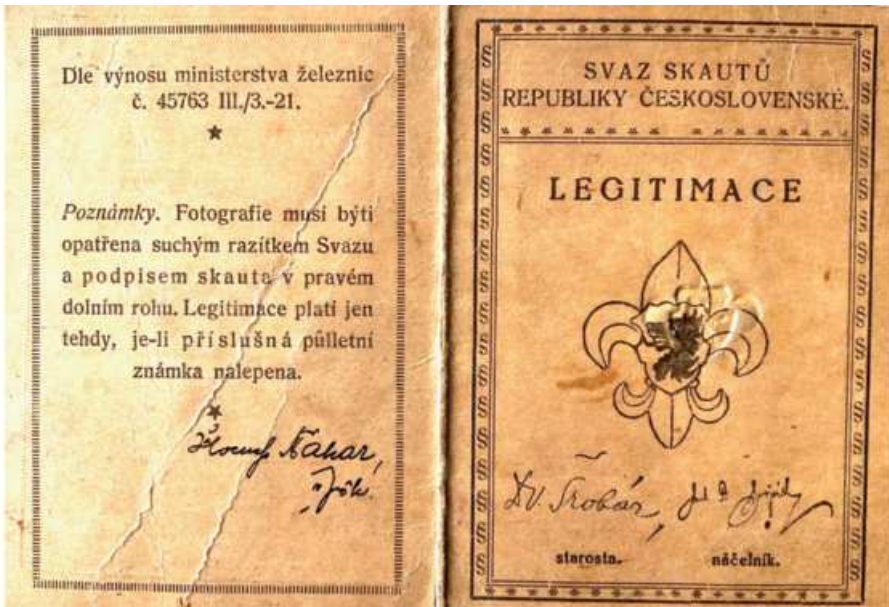 Dle výnosu ministerstva železnic
č. 45763 III./3.-21.
Poznámky. Fotografie musí býti
opatřena suchým razítkem Svazu
a podpisem skauta v pravém
dolním rohu. Legitimace platí jen
tehdy, je-li příslušná půlletní
známka nalepena.
SVAZ SKAUTŮ
REPUBLIKY ČESKOSLOVENSKÉ.
LEGITIMACE
Dr V. Šrobár,
starosta. náčelník.